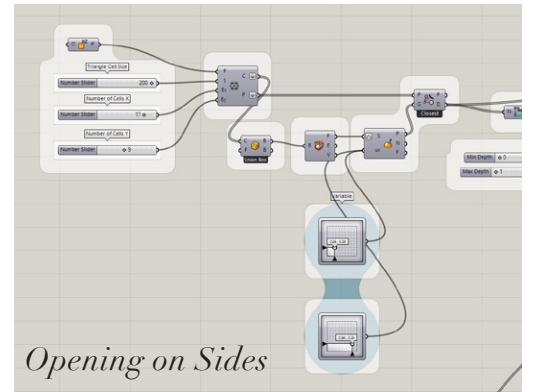 Triangle Cell Size
Number Slider 200
Number of Cells X
Number Slider
Number of Cells Y
Number Slider 9
Union Box
Closest
Min Depth 0
Max Depth 1
Variable
Opening on Sides